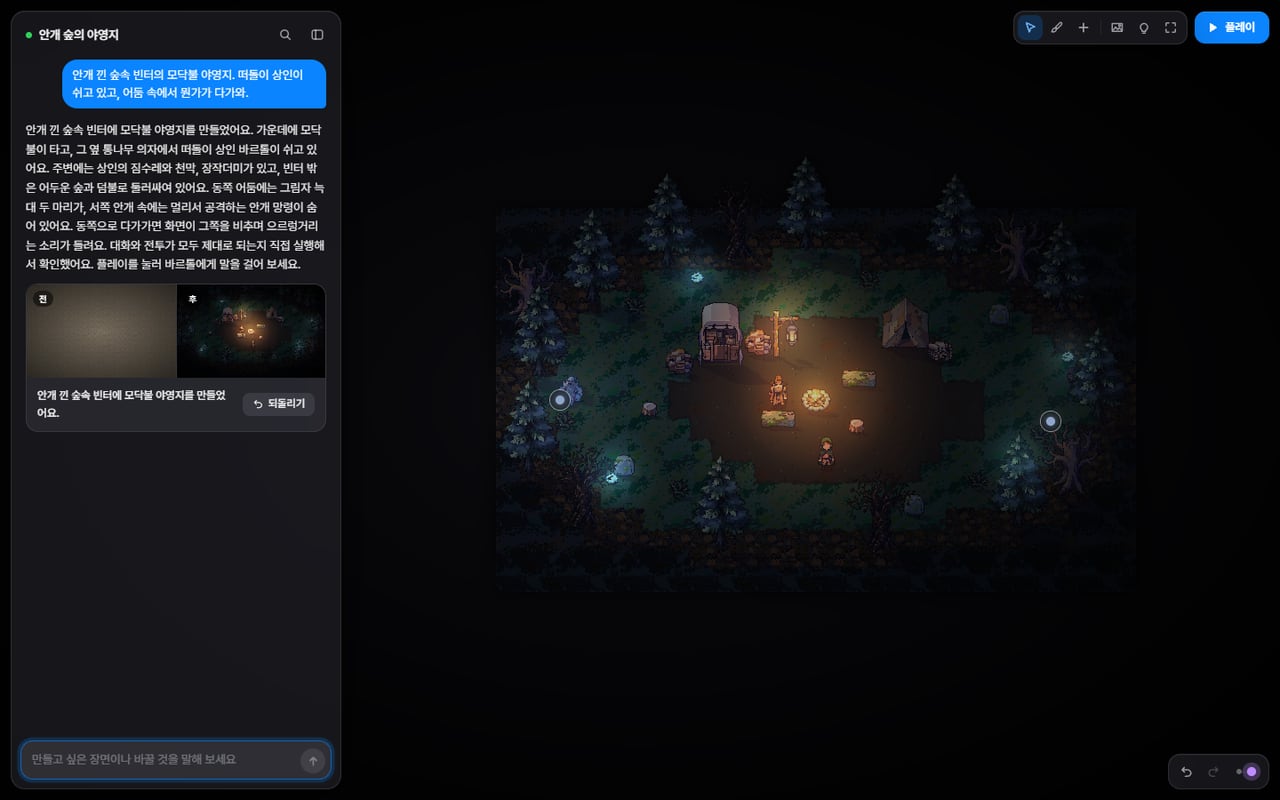 안개 숲의 야영지
플레이
안개 낀 숲속 빈터의 모닥불 야영지. 떠돌이 상인이
쉬고 있고, 어둠 속에서 뭔가가 다가와.
안개 낀 숲속 빈터에 모닥불 야영지를 만들었어요. 가운데에 모닥
불이 타고, 그 옆 통나무 의자에서 떠돌이 상인 바르톨이 쉬고 있
어요. 주변에는 상인의 짐수레와 천막, 장작더미가 있고, 빈터 밖
은 어두운 숲과 덤불로 둘러싸여 있어요. 동쪽 어둠에는 그림자 늑
대 두 마리가, 서쪽 안개 속에는 멀리서 공격하는 안개 망령이 숨
어 있어요. 동쪽으로 다가가면 화면이 그쪽을 비추며 으르렁거리
는 소리가 들려요. 대화와 전투가 모두 제대로 되는지 직접 실행해
서 확인했어요. 플레이를 눌러 바르톨에게 말을 걸어 보세요.
전
후
안개 낀 숲속 빈터에 모닥불 야영지를 만들었
어요.
되돌리기
만들고 싶은 장면이나 바꿀 것을 말해 보세요